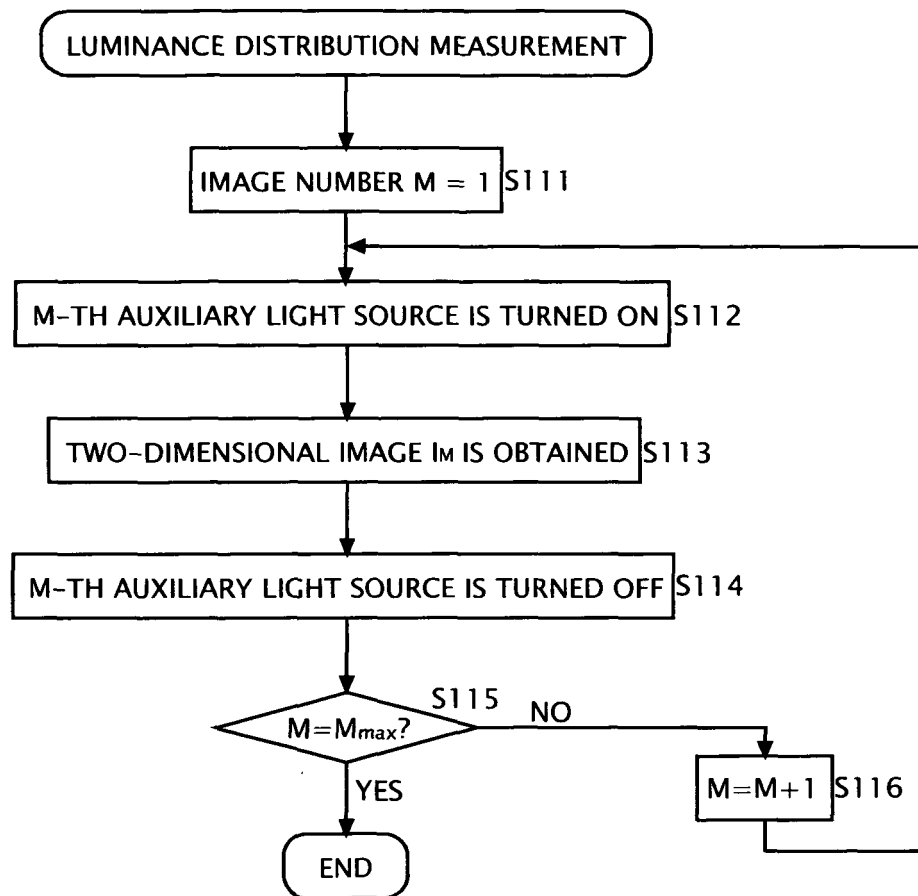 LUMINANCE DISTRIBUTION MEASUREMENT
IMAGE NUMBER M = 1 S111
M-TH AUXILIARY LIGHT SOURCE IS TURNED ON S112
TWO-DIMENSIONAL IMAGE IM IS OBTAINED S113
M-TH AUXILIARY LIGHT SOURCE IS TURNED OFF S114
S115
M=Mmax?
NO
M=M+1 S116
YES
END